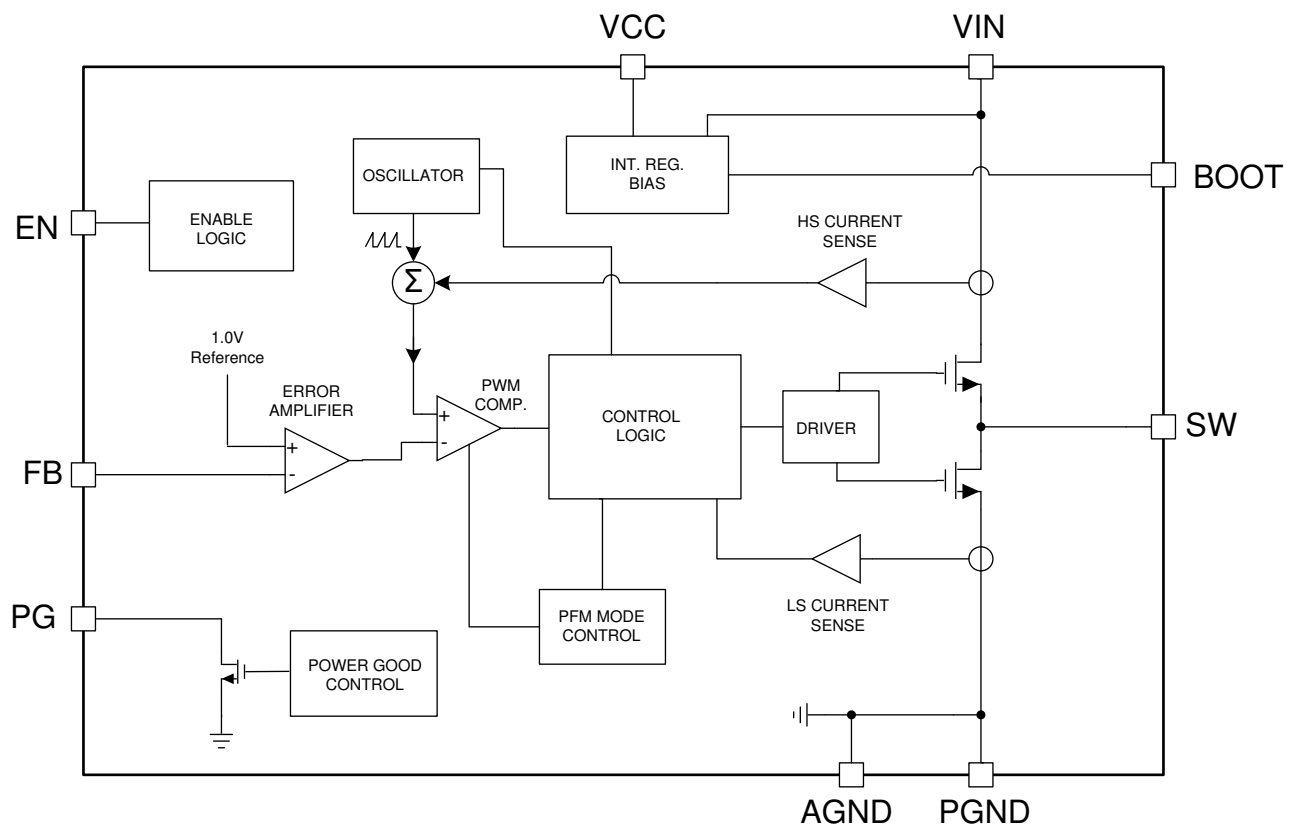 VCC
VIN
OSCILLATOR
INT. REG.
BIAS
BOOT
EN
ENABLE
LOGIC
HS CURRENT
SENSE
Σ
1.0V
Reference
ERROR
AMPLIFIER
+
-
PWM
COMP.
+
-
CONTROL
LOGIC
DRIVER
SW
FB
PG
PFM MODE
CONTROL
LS CURRENT
SENSE
POWER GOOD
CONTROL
AGND
PGND